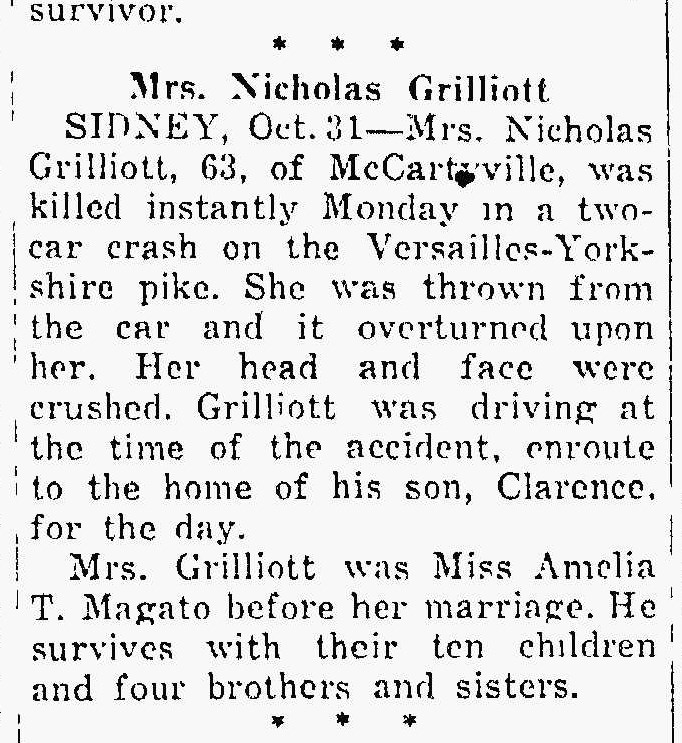 survivor.
* * *
Mrs. Nicholas Grilliott
SIDNEY, Oct. 31—Mrs. Nicholas
Grilliott, 63, of McCartyville, was
killed instantly Monday in a two-
car crash on the Versailles-York-
shire pike. She was thrown from
the car and it overturned upon
her. Her head and face were
crushed. Grilliott was driving at
the time of the accident, enroute
to the home of his son, Clarence,
for the day.
Mrs. Grilliott was Miss Amelia
T. Magato before her marriage. He
survives with their ten children
and four brothers and sisters.
* * *